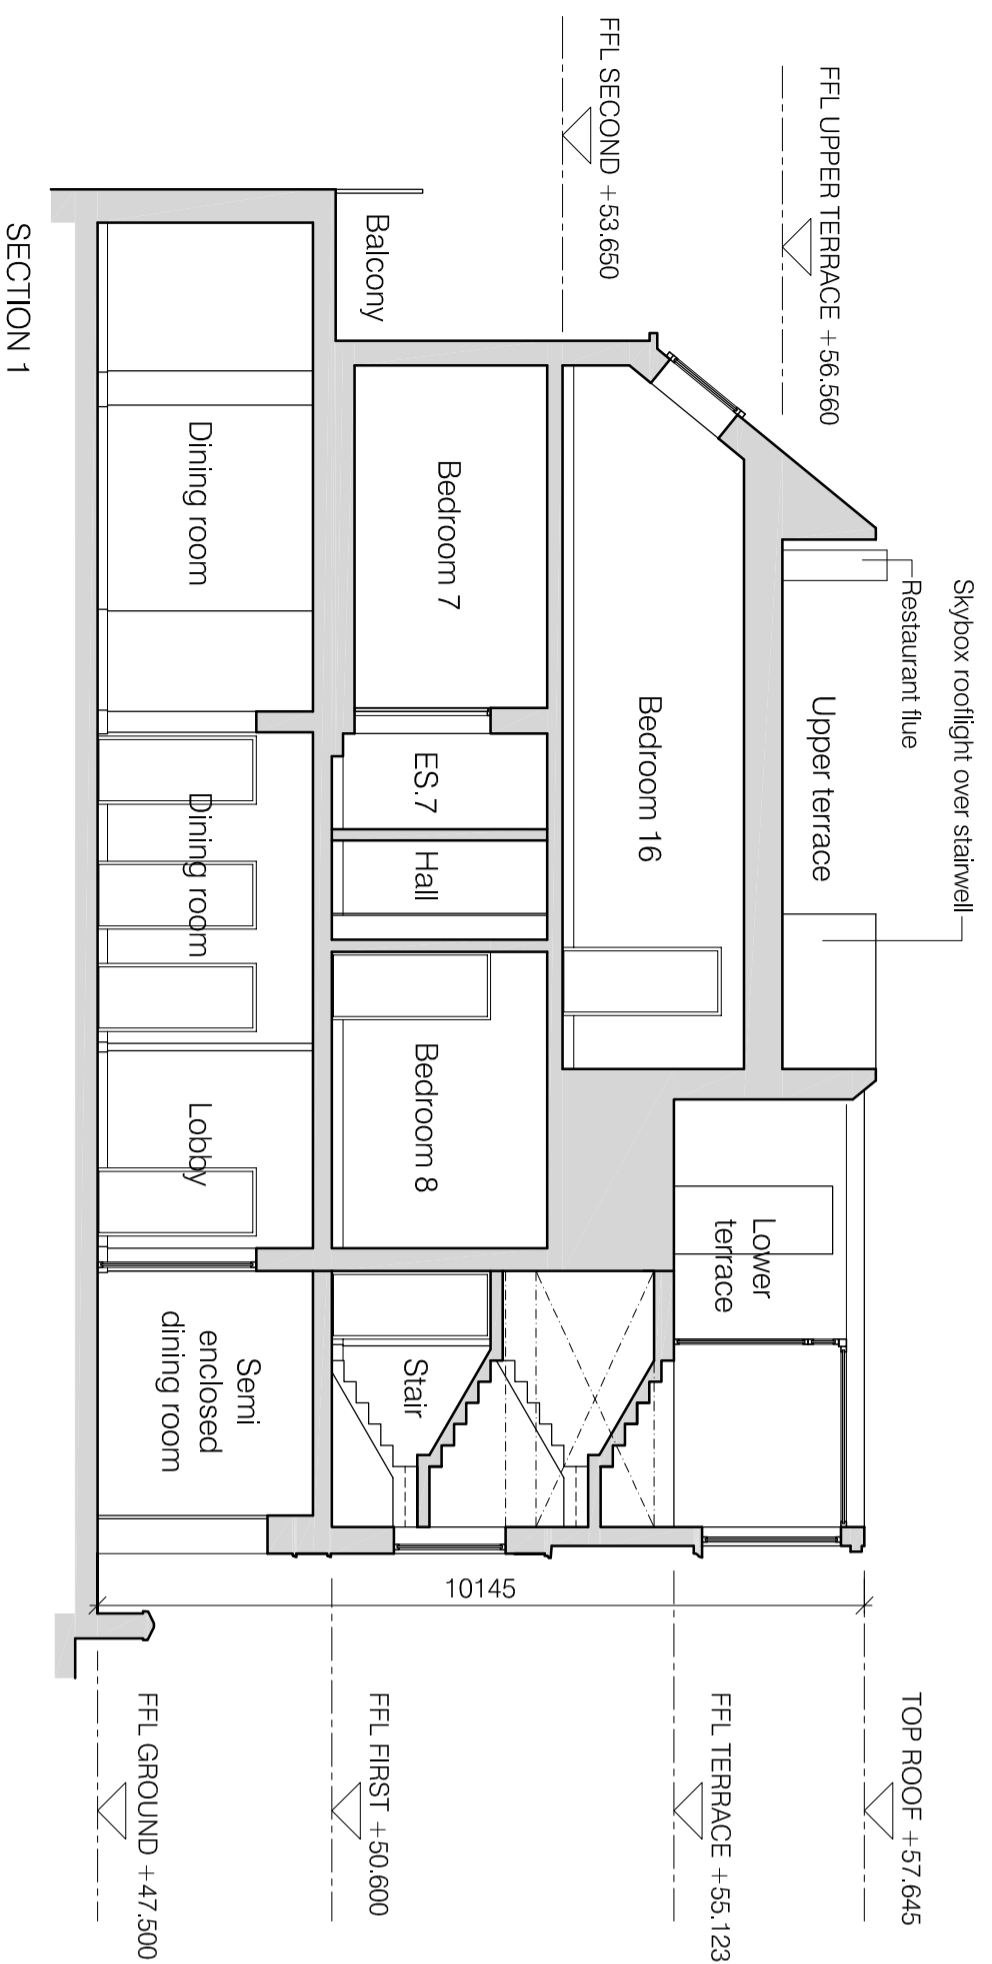 Skybox rooflight over stairwell
Restaurant flue
FFL UPPER TERRACE +56.560
Upper terrace
TOP ROOF +57.645
FFL SECOND +53.650
Bedroom 16
Lower
terrace
FFL TERRACE +55.123
Balcony
Bedroom 7
ES.7
Hall
Bedroom 8
Stair
10145
FFL FIRST +50.600
Dining room
Dining room
Lobby
Semi
enclosed
dining room
FFL GROUND +47.500
SECTION 1